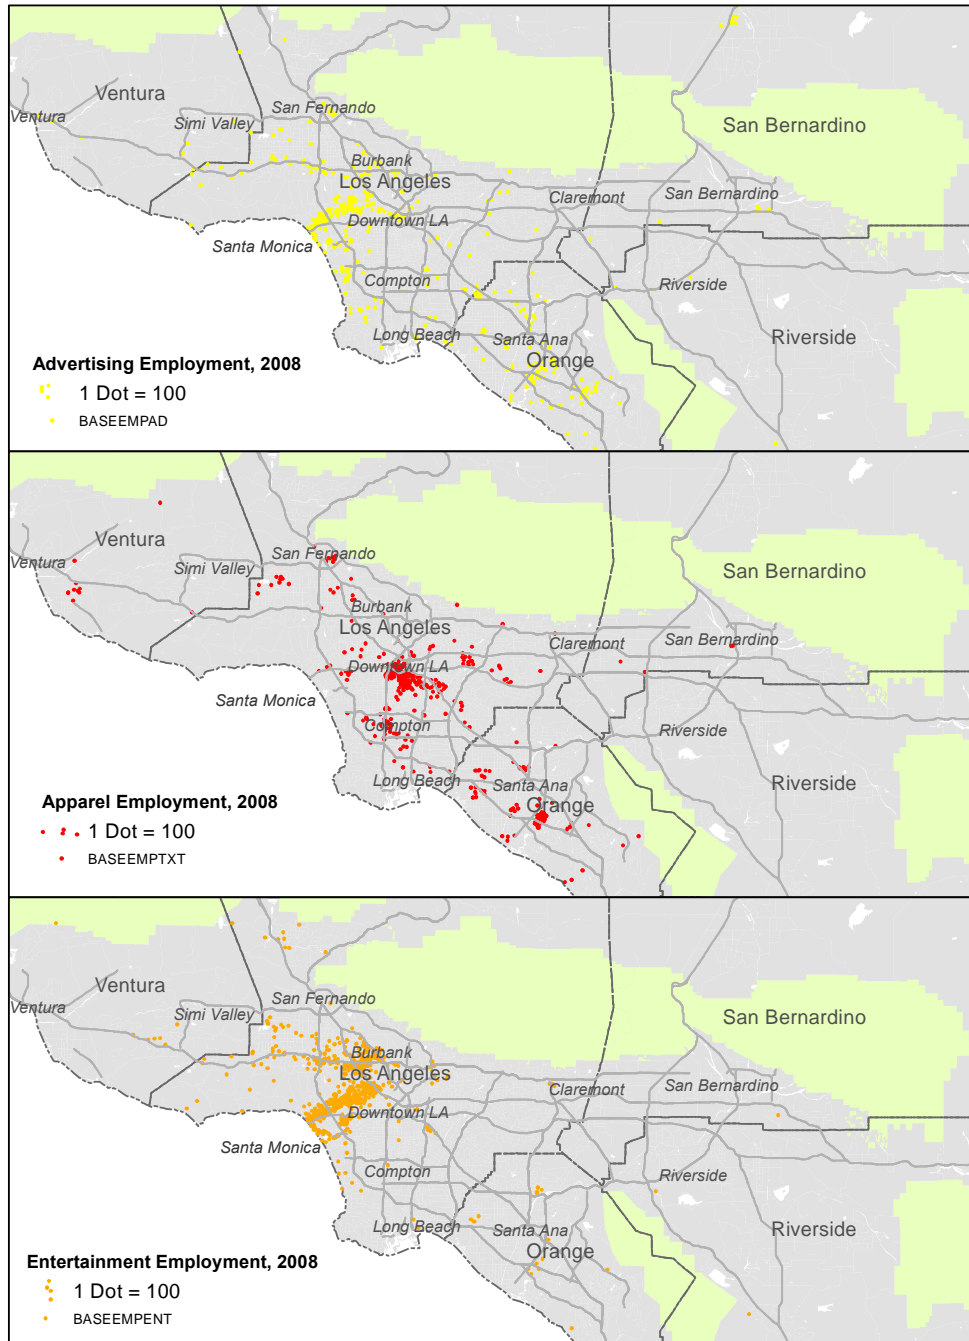 Ventura
San Bernardino
Ventura
Simi Valley
San Fernando
Burbank
Los Angeles
Claremont
San Bernardino
Downtown LA
Santa Monica
Compton
Riverside
Long Beach
Santa Ana
Riverside
Orange
Advertising Employment, 2008
1 Dot = 100
BASEEMPAD
Ventura
San Bernardino
Ventura
Simi Valley
San Fernando
Burbank
Los Angeles
Claremont
San Bernardino
Downtown LA
Santa Monica
Compton
Riverside
Long Beach
Santa Ana
Riverside
Orange
Apparel Employment, 2008
1 Dot = 100
BASEEMPTXT
Ventura
San Bernardino
Ventura
Simi Valley
San Fernando
Burbank
Los Angeles
Claremont
San Bernardino
Downtown LA
Santa Monica
Compton
Riverside
Long Beach
Santa Ana
Riverside
Orange
Entertainment Employment, 2008
1 Dot = 100
BASEEMPENT